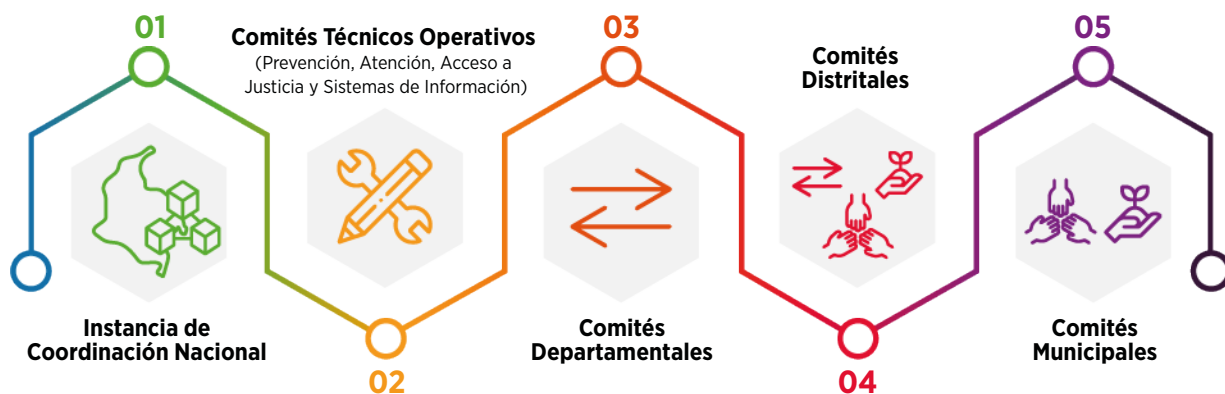 01
Instancia de
Coordinación Nacional
Comités Técnicos Operativos
(Prevención, Atención, Acceso a
Justicia y Sistemas de Información)
02
03
Comités
Departamentales
Comités
Distritales
04
05
Comités
Municipales